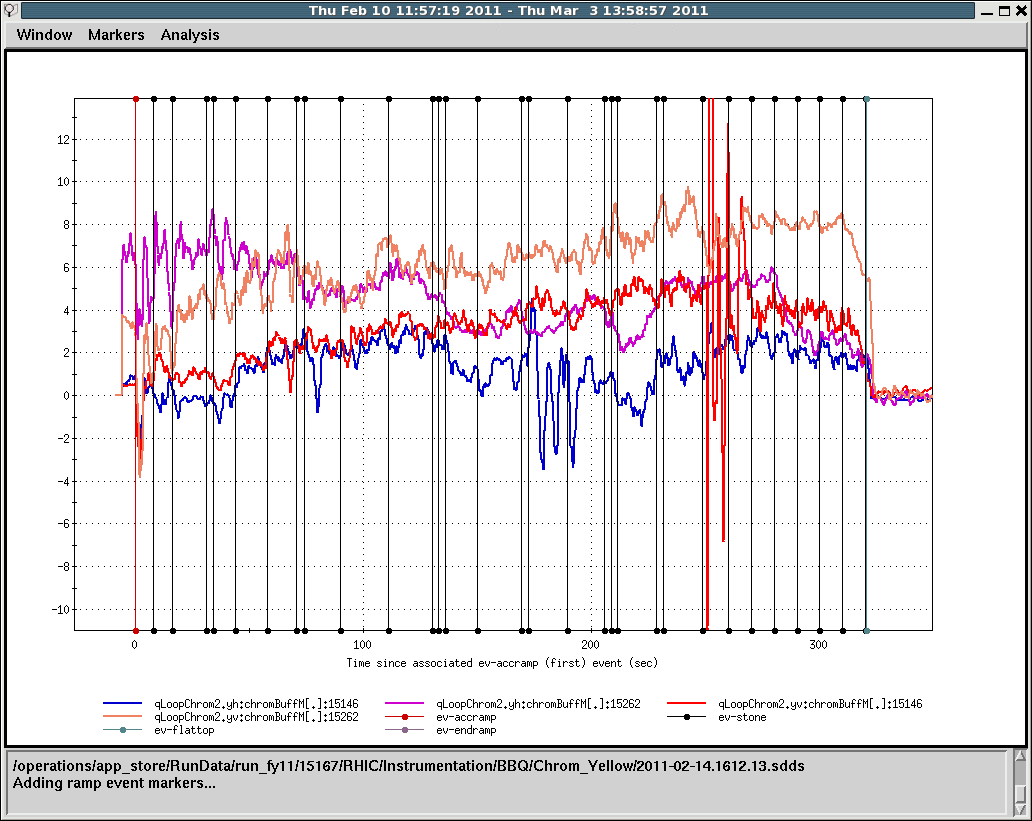 Thu Feb 10 11:57:19 2011 - Thu Mar  3 13:58:57 2011
Window Markers Analysis
12
10
8
6
4
2
0
-2
-4
-6
-8
-10
0 100 200 300
Time since associated ev-accramp (first) event (sec)
qLoopChrom2.yh:chromBuffM[.]:15146 qLoopChrom2.yh:chromBuffM[.]:15262 qLoopChrom2.yv:chromBuffM[.]:15146
qLoopChrom2.yv:chromBuffM[.]:15262 ev-accramp ev-stone
ev-flattop ev-endramp
/operations/app_store/RunData/run_fy11/15167/RHIC/Instrumentation/BBQ/Chrom_Yellow/2011-02-14.1612.13.sdds
Adding ramp event markers...